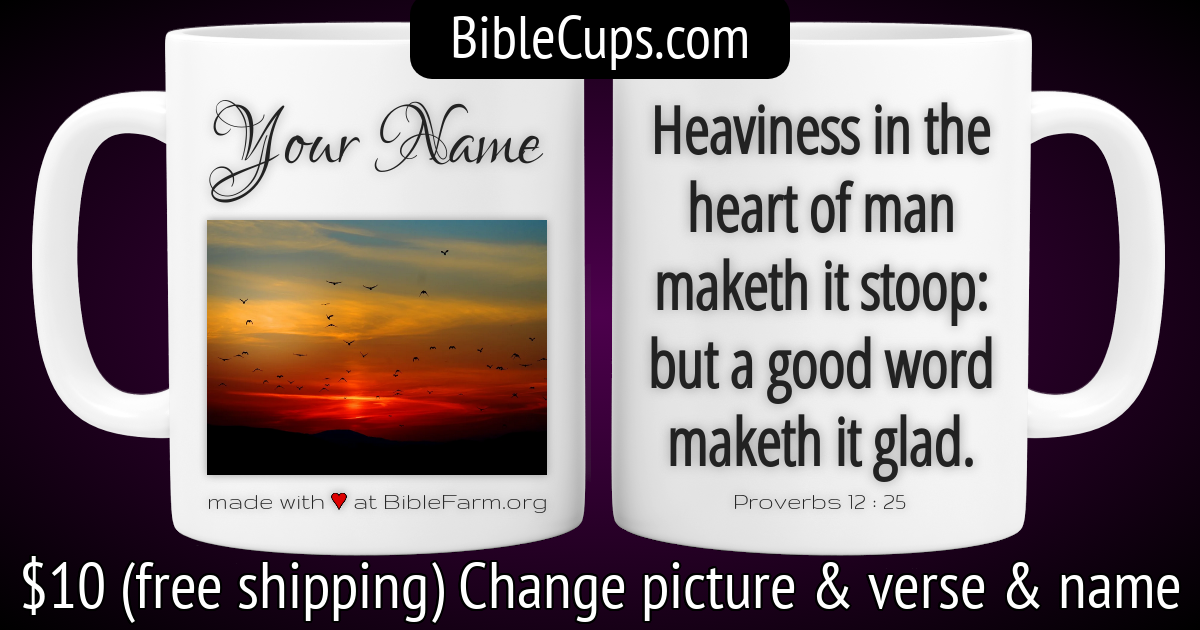 BibleCups.com
Your Name
made with ♥ at BibleFarm.org
Heaviness in the
heart of man
maketh it stoop:
but a good word
maketh it glad.
Proverbs 12 : 25
$10 (free shipping) Change picture & verse & name